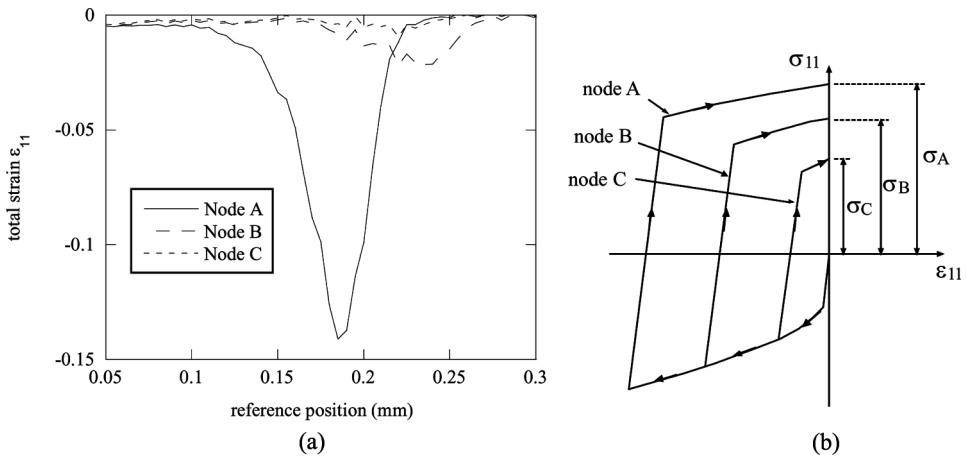 0
-0.05
-0.1
-0.15
total strain ε11
Node A
Node B
Node C
0.05
0.1
0.15
0.2
0.25
0.3
reference position (mm)
(a)
σ11
node A
node B
node C
σA
σB
σC
ε11
(b)